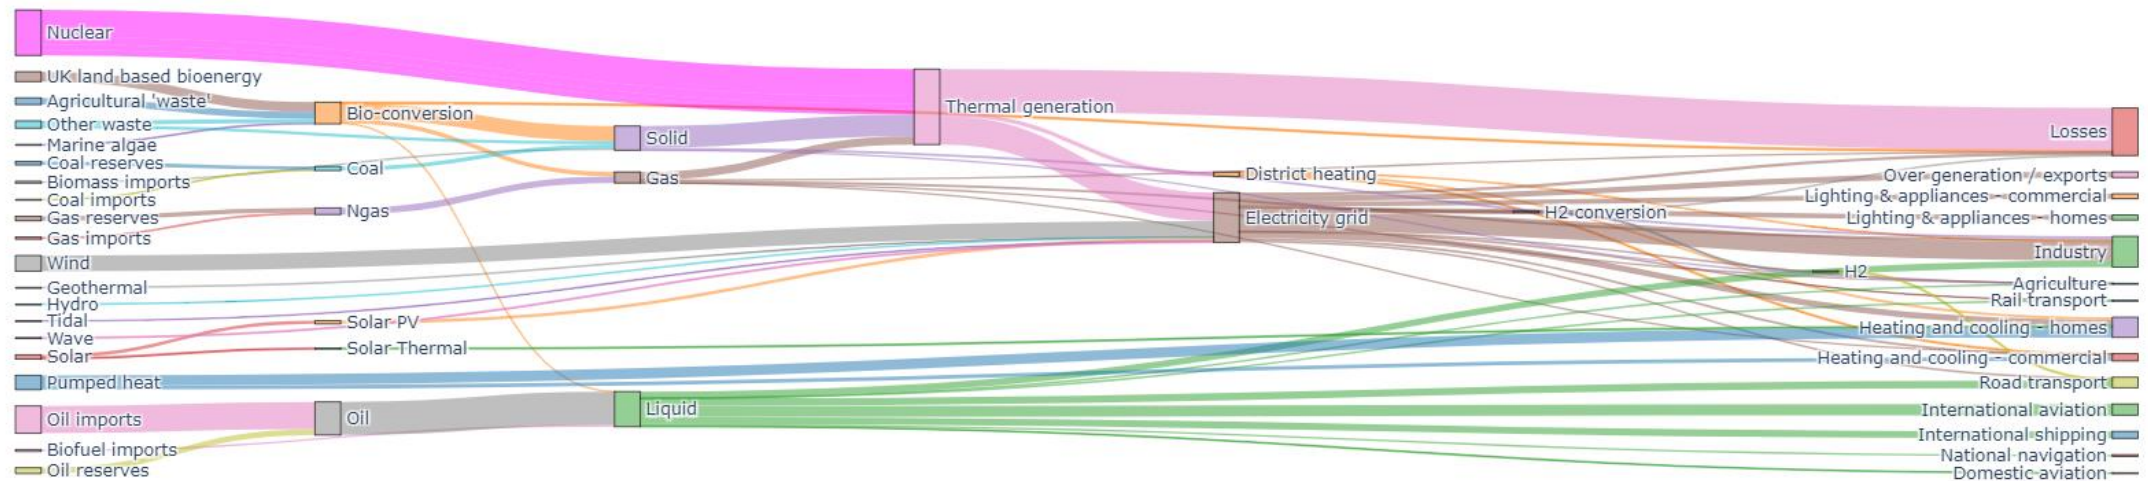 Nuclear
UK land based bioenergy
Agricultural 'waste'
Other waste
Marine algae
Coal reserves
Biomass imports
Coal imports
Gas reserves
Gas imports
Wind
Geothermal
Hydro
Tidal
Wave
Solar
Pumped heat
Oil imports
Biofuel imports
Oil reserves
Bio-conversion
Coal
Ngas
Solar PV
Solar Thermal
Oil
Solid
Gas
Liquid
Thermal generation
District heating
Electricity grid
H2 conversion
H2
Losses
Over generation / exports
Lighting & appliances - commercial
Lighting & appliances - homes
Industry
Agriculture
Rail transport
Heating and cooling - homes
Heating and cooling - commercial
Road transport
International aviation
International shipping
National navigation
Domestic aviation